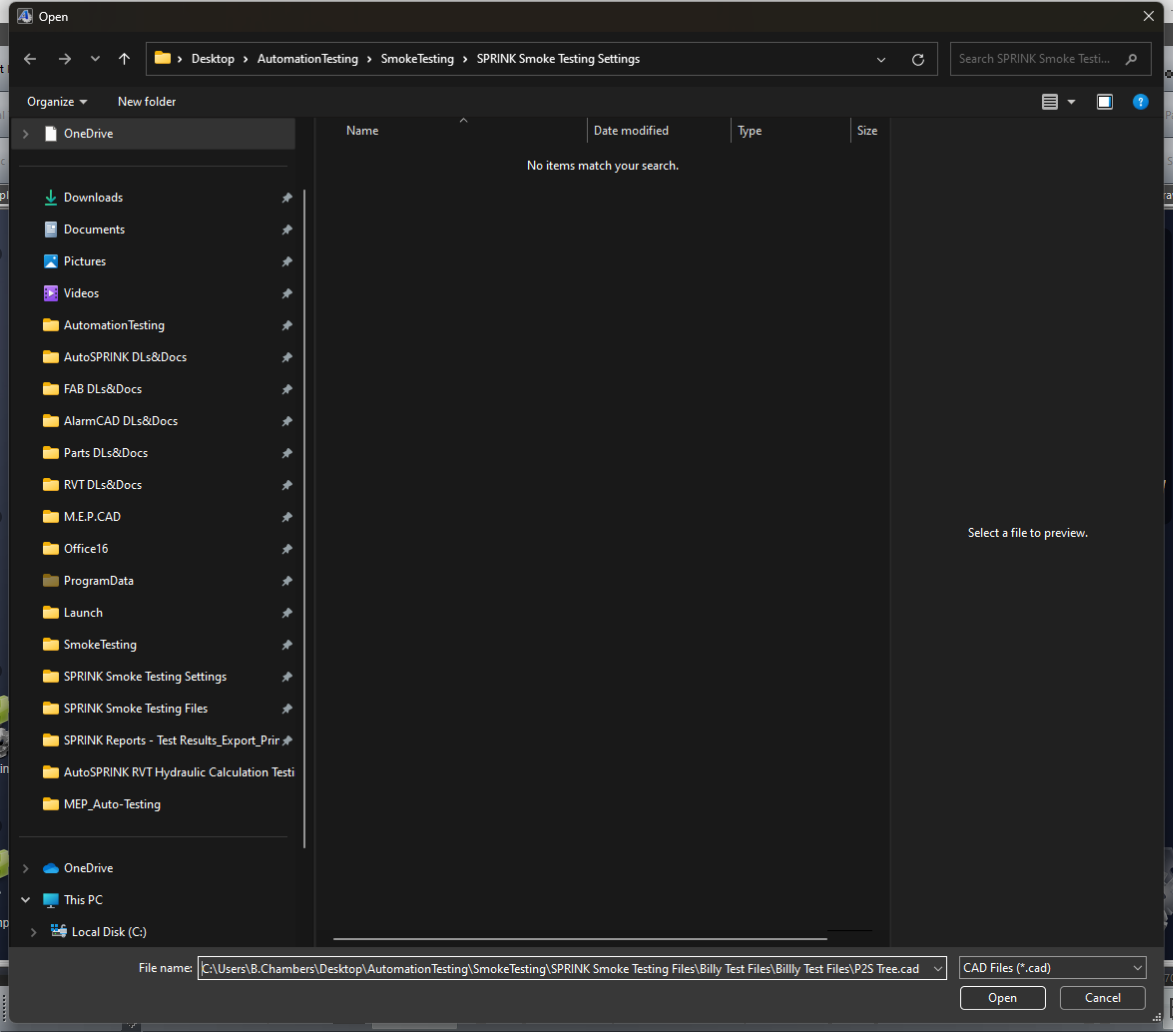 Open
Desktop > AutomationTesting > SmokeTesting > SPRINK Smoke Testing Settings
Search SPRINK Smoke Testi...
Organize
New folder
?
OneDrive
Name
Date modified
Type
Size
No items match your search.
Downloads
Documents
Pictures
Videos
AutomationTesting
AutoSPRINK DLs&Docs
FAB DLs&Docs
AlarmCAD DLs&Docs
Parts DLs&Docs
RVT DLs&Docs
M.E.P.CAD
Office16
ProgramData
Launch
SmokeTesting
SPRINK Smoke Testing Settings
SPRINK Smoke Testing Files
SPRINK Reports - Test Results_Export_Prir
AutoSPRINK RVT Hydraulic Calculation Testi
MEP_Auto-Testing
Select a file to preview.
OneDrive
This PC
Local Disk (C:)
File name:
C:\Users\B.Chambers\Desktop\AutomationTesting\SmokeTesting\SPRINK Smoke Testing Files\Billy Test Files\Billly Test Files\P2S Tree.cad
CAD Files (*.cad)
Open
Cancel